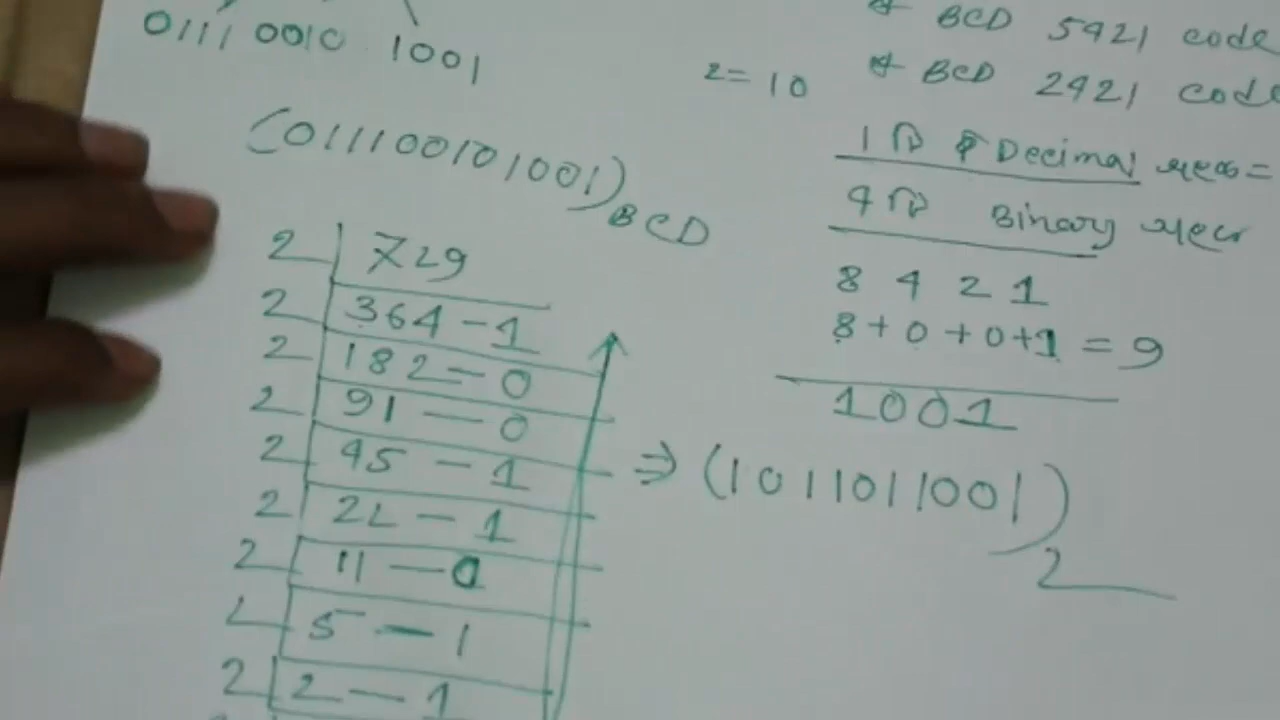 0111 0010 1001
(011100101001)BCD
2 | 729
2 | 364 - 1
2 | 182 - 0
2 | 91 - 0
2 | 45 - 1
2 | 22 - 1
2 | 11 - 0
2 | 5 - 1
2 | 2 - 1
⇒ (1011011001)2
BCD 5421 code
2 = 10
BCD 2421 code
1 টি Decimal =
4 টি Binary
8 4 2 1
8 + 0 + 0 + 1 = 9
1001